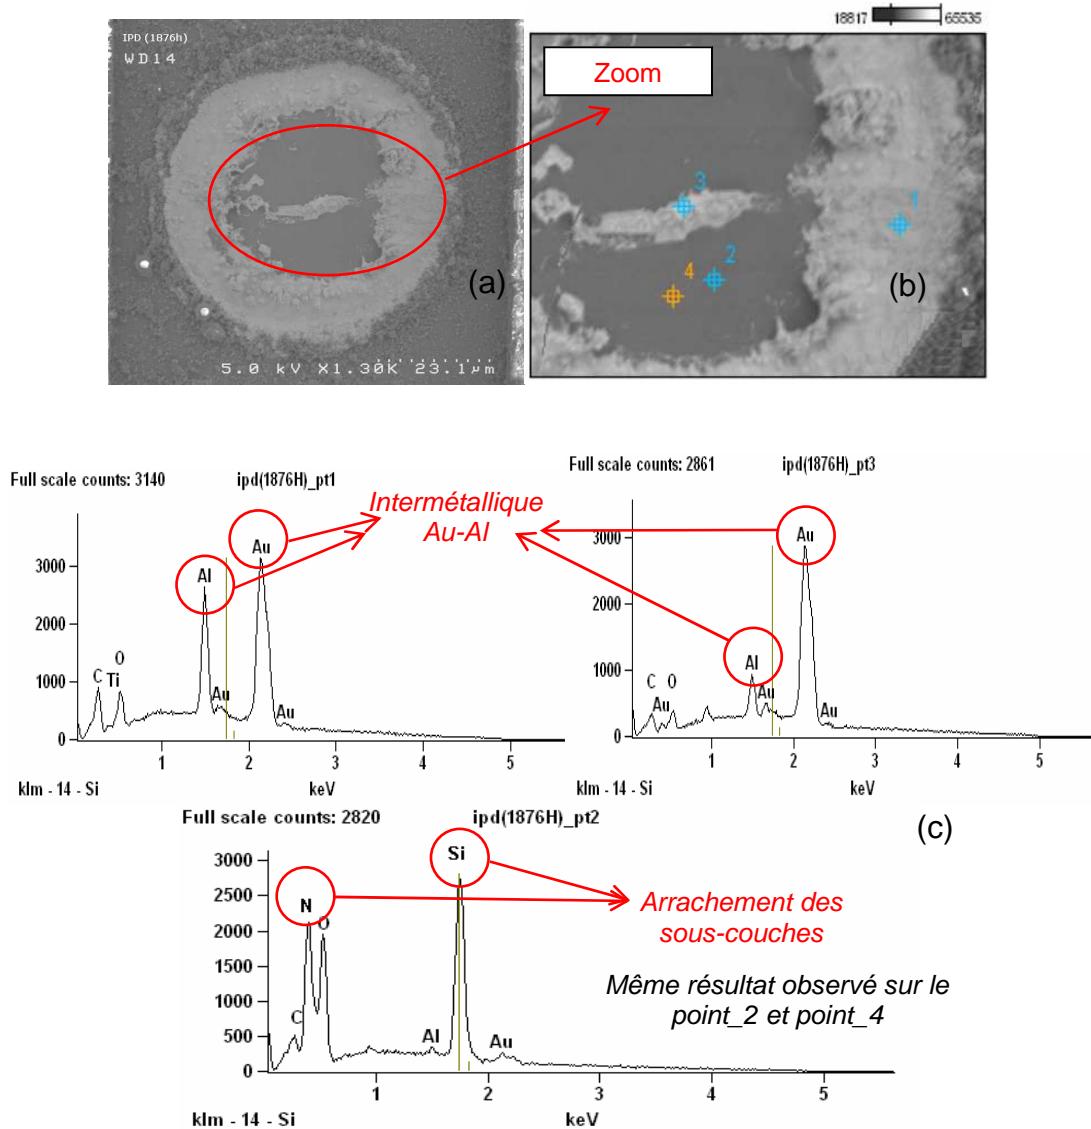 18817 65535
IPD (1876h)
WD14
Zoom
3
1
2
4
(a)
(b)
5.0 kV X1.30K 23.1µm
Full scale counts: 3140 ipd(1876H)_pt1
Intermétallique
Au-Al
Full scale counts: 2861 ipd(1876H)_pt3
Au
Al
3000
2000
1000
0
C
O
Ti
Au
Au
1 2 3 4 5
klm - 14 - Si keV
Au
Al
3000
2000
1000
0
C O
Au
Au
Au
1 2 3 4 5
klm - 14 - Si keV
(c)
Full scale counts: 2820 ipd(1876H)_pt2
Si
N
O
3000
2500
2000
1500
1000
500
0
C
Al
Au
1 2 3 4 5
klm - 14 - Si keV
Arrachement des
sous-couches
Même résultat observé sur le
point_2 et point_4